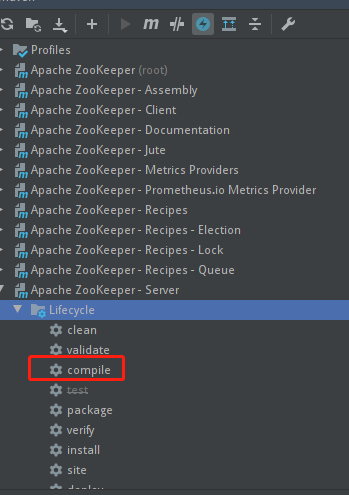 m
Profiles
Apache ZooKeeper (root)
Apache ZooKeeper - Assembly
Apache ZooKeeper - Client
Apache ZooKeeper - Documentation
Apache ZooKeeper - Jute
Apache ZooKeeper - Metrics Providers
Apache ZooKeeper - Prometheus.io Metrics Provider
Apache ZooKeeper - Recipes
Apache ZooKeeper - Recipes - Election
Apache ZooKeeper - Recipes - Lock
Apache ZooKeeper - Recipes - Queue
Apache ZooKeeper - Server
Lifecycle
clean
validate
compile
test
package
verify
install
site